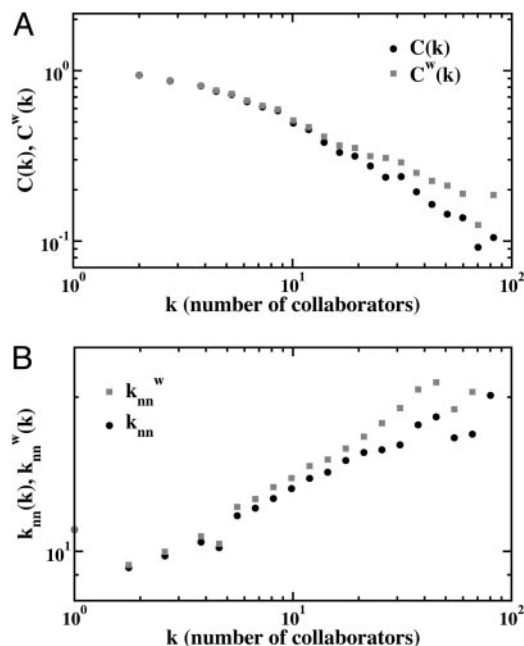 A
C(k)
C^w(k)
C(k), C^w(k)
10^0
10^-1
10^0 10^1 10^2
k (number of collaborators)
B
k_nn^w
k_nn
k_nn(k), k_nn^w(k)
10^1
10^0 10^1 10^2
k (number of collaborators)